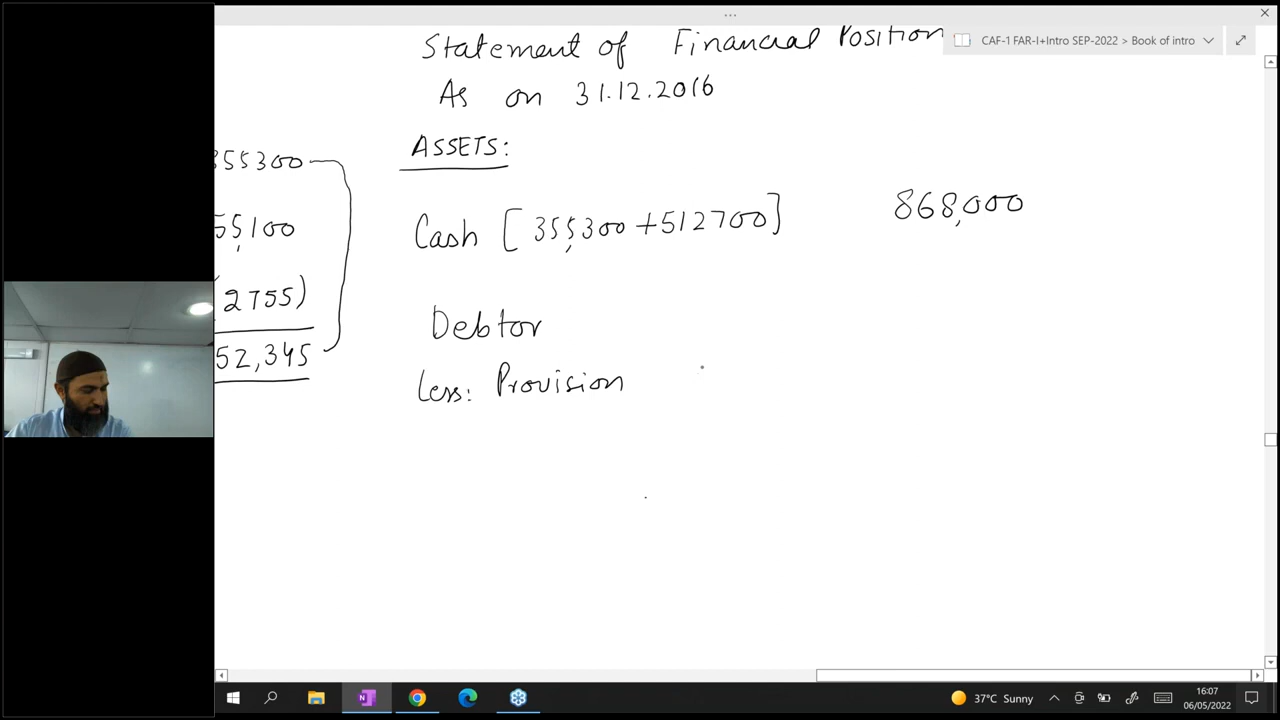 Statement of Financial Position
As on 31.12.2016
CAF-1 FAR-I+Intro SEP-2022 > Book of intro
ASSETS:
355300
Cash [355,300+512700] 868,000
55,100
(2755)
52,345
Debtor
Less: Provision
37°C Sunny
16:07
06/05/2022